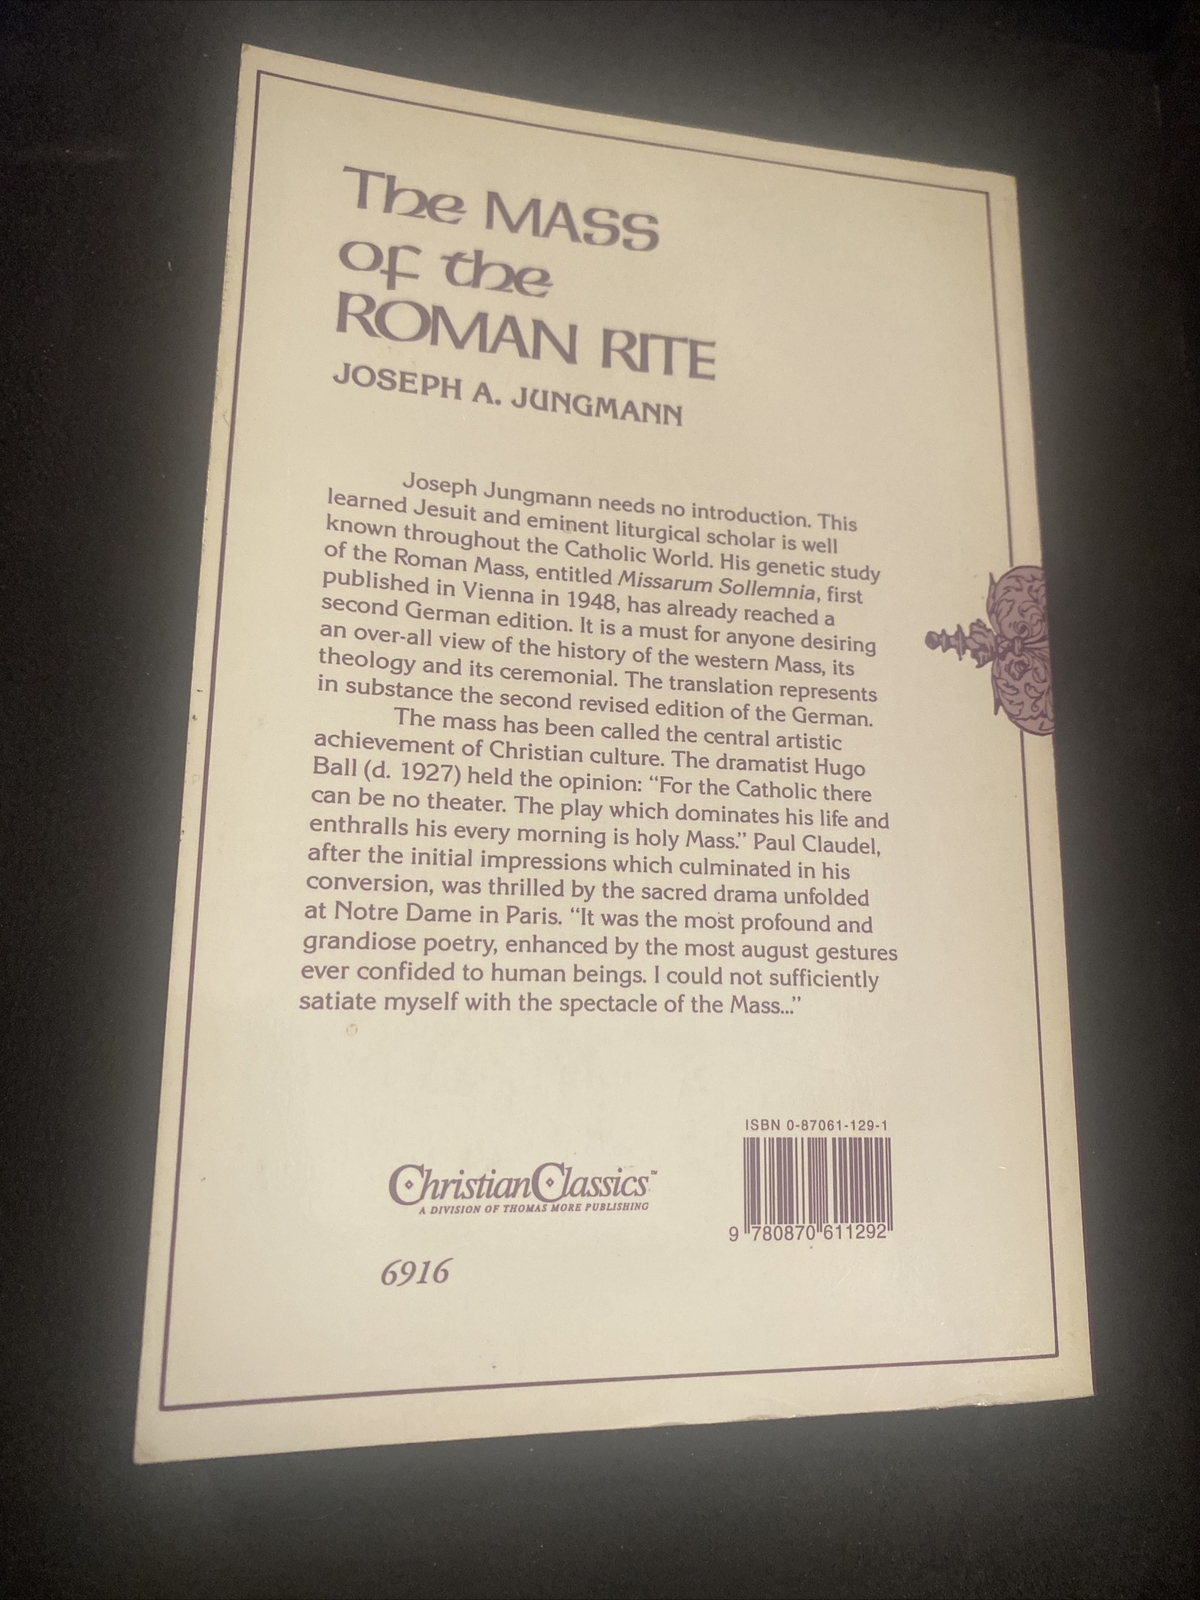 The MASS
of the
ROMAN RITE
JOSEPH A. JUNGMANN
Joseph Jungmann needs no introduction. This
learned Jesuit and eminent liturgical scholar is well
known throughout the Catholic World. His genetic study
of the Roman Mass, entitled Missarum Sollemnia, first
published in Vienna in 1948, has already reached a
second German edition. It is a must for anyone desiring
an over-all view of the history of the western Mass, its
theology and its ceremonial. The translation represents
in substance the second revised edition of the German.
The mass has been called the central artistic
achievement of Christian culture. The dramatist Hugo
Ball (d. 1927) held the opinion: “For the Catholic there
can be no theater. The play which dominates his life and
enthralls his every morning is holy Mass.” Paul Claudel,
after the initial impressions which culminated in his
conversion, was thrilled by the sacred drama unfolded
at Notre Dame in Paris. “It was the most profound and
grandiose poetry, enhanced by the most august gestures
ever confided to human beings. I could not sufficiently
satiate myself with the spectacle of the Mass...”
ISBN 0-87061-129-1
9 780870 611292
ChristianClassics™
A DIVISION OF THOMAS MORE PUBLISHING
6916